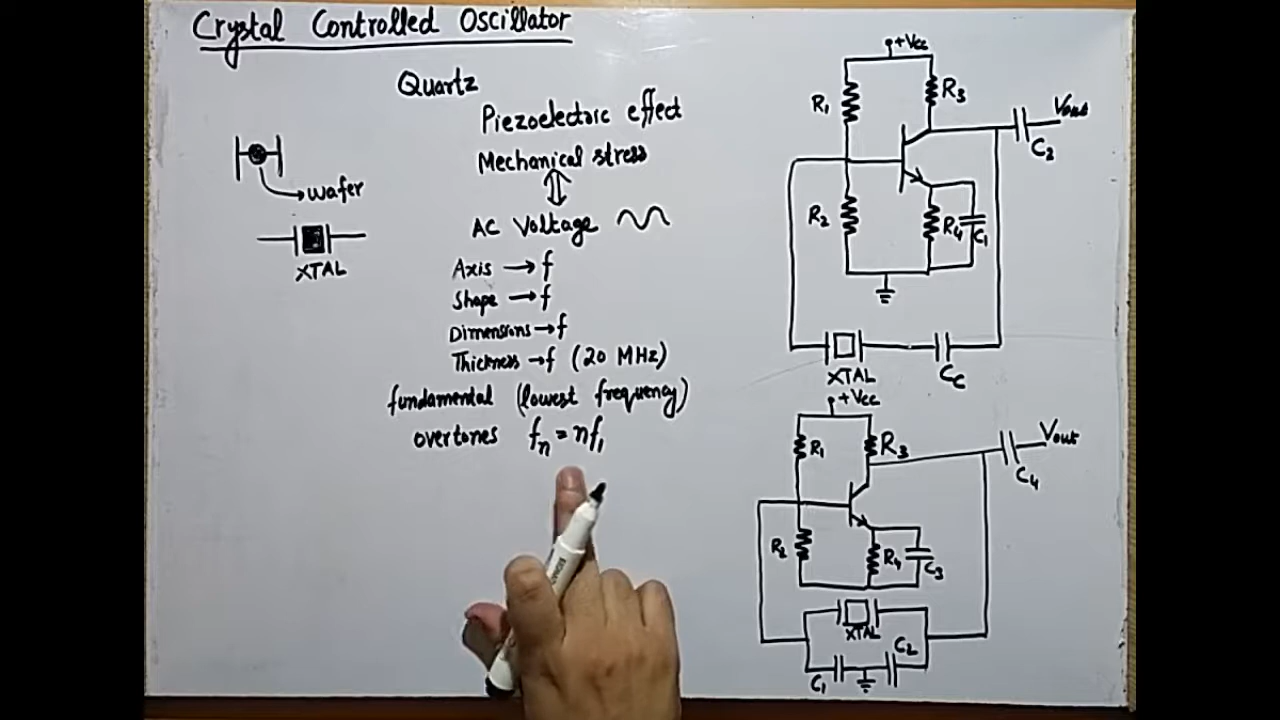 Crystal Controlled Oscillator
Quartz
Piezoelectric effect
Mechanical stress
AC Voltage
wafer
XTAL
Axis → f
Shape → f
Dimensions → f
Thickness → f (20 MHz)
fundamental (lowest frequency)
overtones fn = nf1
+Vcc
R1
R3
Vout
C2
R2
R4
C1
XTAL
Cc
+Vcc
R1
R3
Vout
C4
R2
R4
C3
XTAL
C2
C1